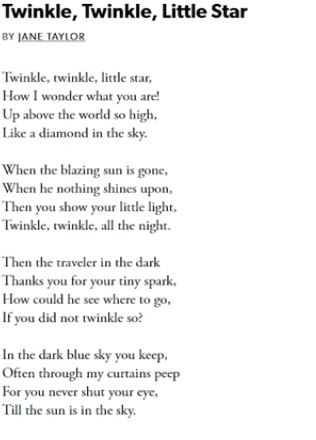 Twinkle, Twinkle, Little Star
BY JANE TAYLOR
Twinkle, twinkle, little star,
How I wonder what you are!
Up above the world so high,
Like a diamond in the sky.
When the blazing sun is gone,
When he nothing shines upon,
Then you show your little light,
Twinkle, twinkle, all the night.
Then the traveler in the dark
Thanks you for your tiny spark,
How could he see where to go,
If you did not twinkle so?
In the dark blue sky you keep,
Often through my curtains peep
For you never shut your eye,
Till the sun is in the sky.